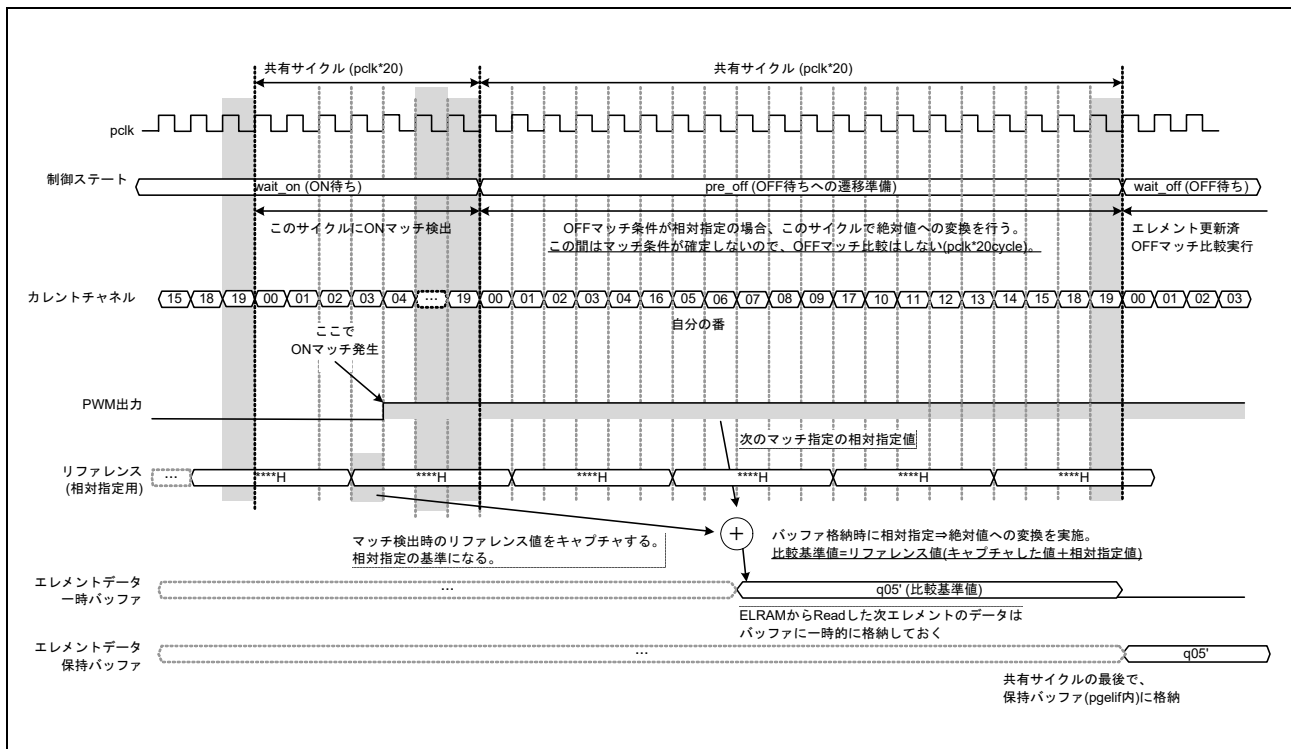 共有サイクル (pclk*20)
共有サイクル (pclk*20)
pclk
制御ステート
wait_on (ON待ち)
pre_off (OFF待ちへの遷移準備)
wait_off (OFF待ち)
このサイクルにONマッチ検出
OFFマッチ条件が相対指定の場合、このサイクルで絶対値への変換を行う。
この間はマッチ条件が確定しないので、OFFマッチ比較はしない(pclk*20cycle)。
エレメント更新済
OFFマッチ比較実行
カレントチャネル
15 18 19 00 01 02 03 04 … 19 00 01 02 03 04 16 05 06 07 08 09 17 10 11 12 13 14 15 18 19 00 01 02 03
自分の番
ここで
ONマッチ発生
PWM出力
次のマッチ指定の相対指定値
リファレンス
(相対指定用)
… ****H ****H ****H ****H ****H ****H
マッチ検出時のリファレンス値をキャプチャする。
相対指定の基準になる。
+
バッファ格納時に相対指定⇒絶対値への変換を実施。
比較基準値=リファレンス値(キャプチャした値+相対指定値)
エレメントデータ
一時バッファ
…
q05' (比較基準値)
ELRAMからReadした次エレメントのデータは
バッファに一時的に格納しておく
エレメントデータ
保持バッファ
…
q05'
共有サイクルの最後で、
保持バッファ(pgelif内)に格納